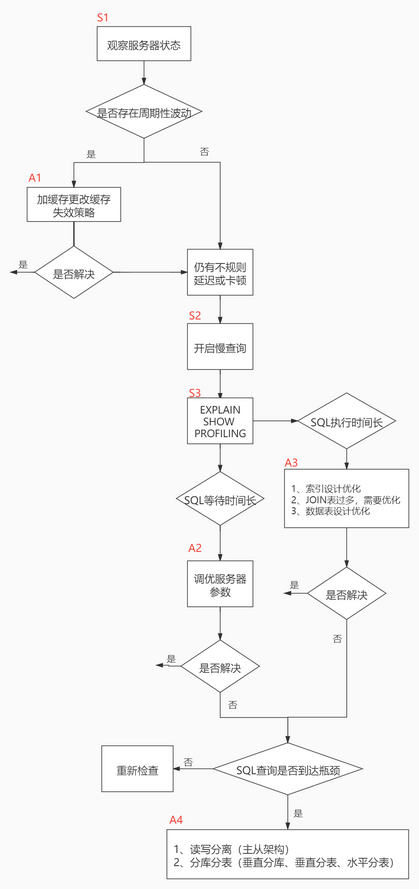 S1
观察服务器状态
是否存在周期性波动
是
否
A1
加缓存更改缓存
失效策略
是
是否解决
仍有不规则
延迟或卡顿
S2
开启慢查询
S3
EXPLAIN
SHOW
PROFILING
SQL执行时间长
A3
1、索引设计优化
2、JOIN表过多，需要优化
3、数据表设计优化
SQL等待时间长
A2
调优服务器
参数
是
是否解决
否
是
是否解决
否
SQL查询是否到达瓶颈
否
重新检查
是
A4
1、读写分离（主从架构）
2、分库分表（垂直分库、垂直分表、水平分表）